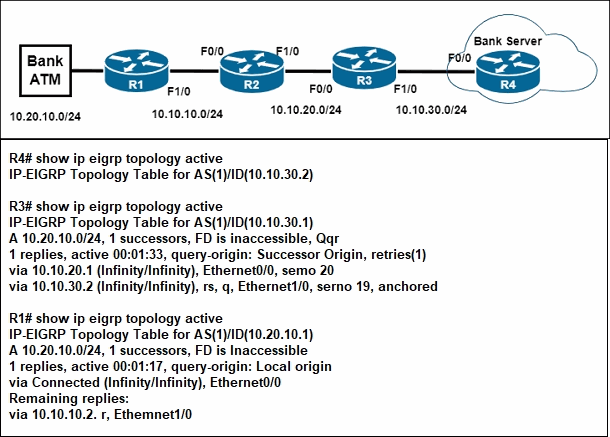 Bank Server
F0/0
F1/0
F0/0
Bank
ATM
R1
R2
R3
R4
F1/0
F0/0
F1/0
10.20.10.0/24
10.10.10.0/24
10.10.20.0/24
10.10.30.0/24
R4# show ip eigrp topology active
IP-EIGRP Topology Table for AS(1)/ID(10.10.30.2)
R3# show ip eigrp topology active
IP-EIGRP Topology Table for AS(1)/ID(10.10.30.1)
A 10.20.10.0/24, 1 successors, FD is inaccessible, Qqr
1 replies, active 00:01:33, query-origin: Successor Origin, retries(1)
via 10.10.20.1 (Infinity/Infinity), Ethernet0/0, semo 20
via 10.10.30.2 (Infinity/Infinity), rs, q, Ethernet1/0, serno 19, anchored
R1# show ip eigrp topology active
IP-EIGRP Topology Table for AS(1)/ID(10.20.10.1)
A 10.20.10.0/24, 1 successors, FD is Inaccessible
1 replies, active 00:01:17, query-origin: Local origin
via Connected (Infinity/Infinity), Ethernet0/0
Remaining replies:
via 10.10.10.2. r, Ethemnet1/0